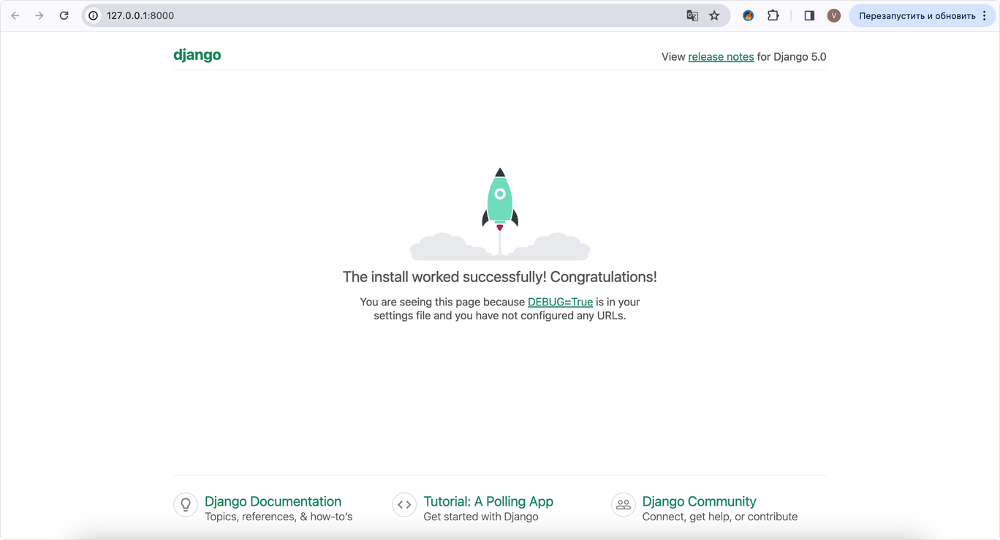 127.0.0.1:8000
V
Перезапустить и обновить
django
View release notes for Django 5.0
The install worked successfully! Congratulations!
You are seeing this page because DEBUG=True is in your
settings file and you have not configured any URLs.
Django Documentation
Topics, references, & how-to's
Tutorial: A Polling App
Get started with Django
Django Community
Connect, get help, or contribute